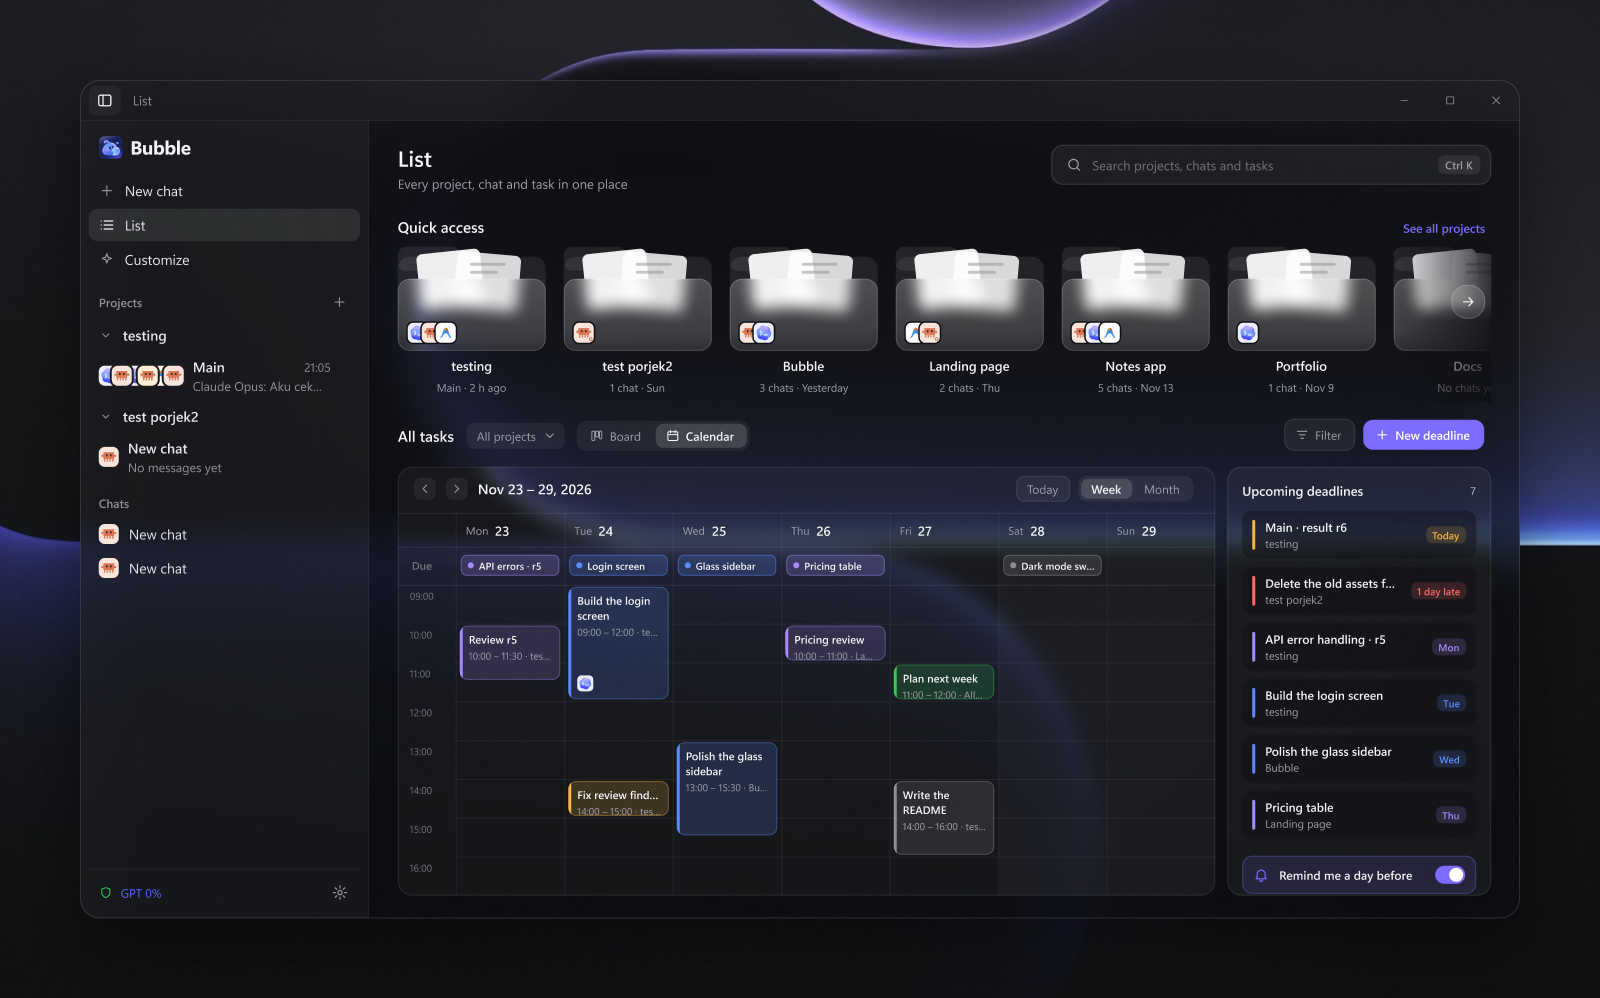 List
Bubble
New chat
List
Customize
Projects
testing
Main 21:05
Claude Opus: Aku cek...
test porjek2
New chat
No messages yet
Chats
New chat
New chat
GPT 0%
List
Every project, chat and task in one place
Search projects, chats and tasks Ctrl K
Quick access
See all projects
testing
Main · 2 h ago
test porjek2
1 chat · Sun
Bubble
3 chats · Yesterday
Landing page
2 chats · Thu
Notes app
5 chats · Nov 13
Portfolio
1 chat · Nov 9
Docs
No chats
All tasks
All projects
Board
Calendar
Filter
+ New deadline
Nov 23 – 29, 2026
Today
Week
Month
Mon 23
Tue 24
Wed 25
Thu 26
Fri 27
Sat 28
Sun 29
Due
API errors · r5
Login screen
Glass sidebar
Pricing table
Dark mode sw...
09:00
10:00
11:00
12:00
13:00
14:00
15:00
16:00
Review r5
10:00 – 11:30 · tes...
Build the login
screen
09:00 – 12:00 · te...
Fix review find...
14:00 – 15:00 · tes...
Polish the glass
sidebar
13:00 – 15:30 · Bu...
Pricing review
10:00 – 11:00 · La...
Plan next week
11:00 – 12:00 · All...
Write the
README
14:00 – 16:00 · tes...
Upcoming deadlines 7
Main · result r6
testing
Today
Delete the old assets f...
test porjek2
1 day late
API error handling · r5
testing
Mon
Build the login screen
testing
Tue
Polish the glass sidebar
Bubble
Wed
Pricing table
Landing page
Thu
Remind me a day before